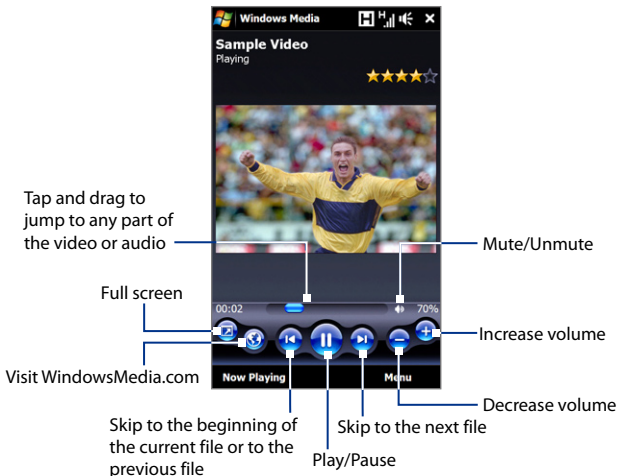 Windows Media
H
Sample Video
Playing
Tap and drag to
jump to any part of
the video or audio
Mute/Unmute
Full screen
00:02
70%
Increase volume
Visit WindowsMedia.com
Now Playing
Menu
Decrease volume
Skip to the beginning of
the current file or to the
previous file
Skip to the next file
Play/Pause